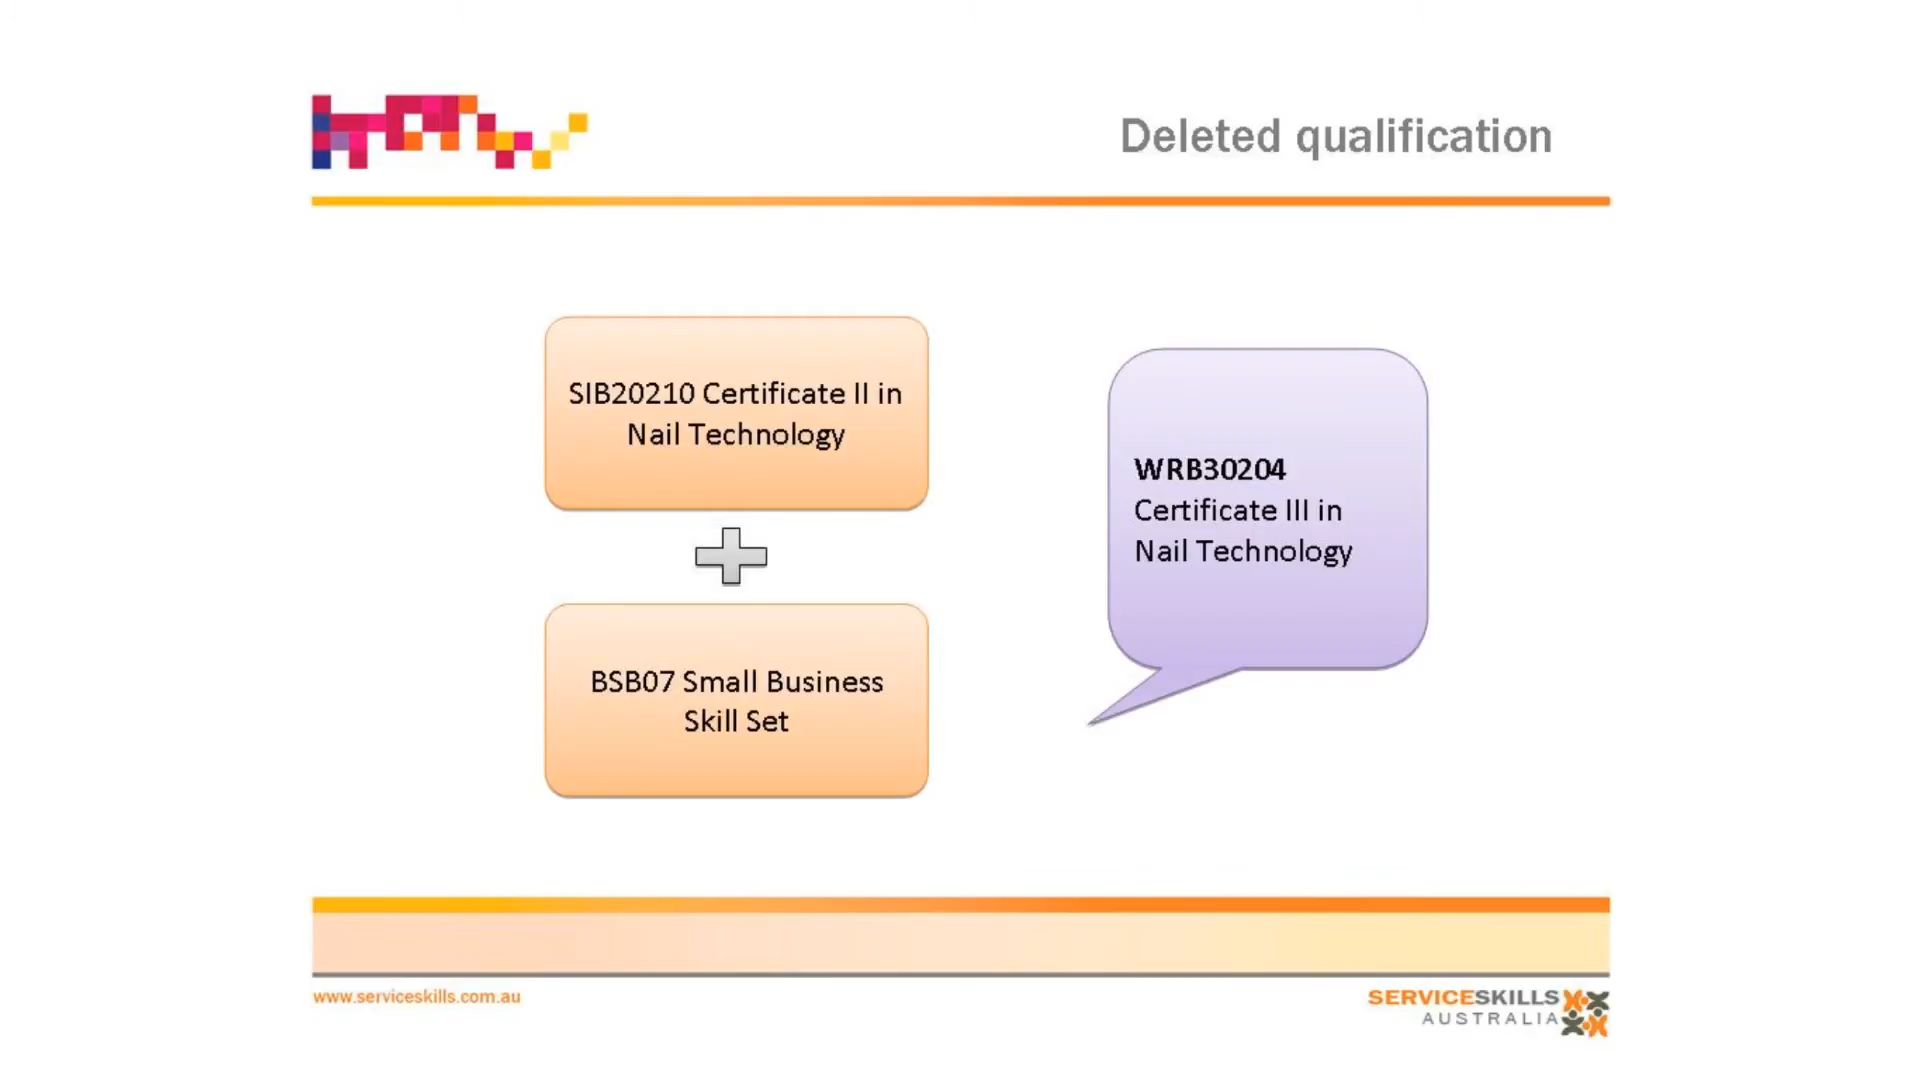 Deleted qualification
SIB20210 Certificate II in
Nail Technology
BSB07 Small Business
Skill Set
WRB30204
Certificate III in
Nail Technology
www.serviceskills.com.au
SERVICESKILLS
AUSTRALIA